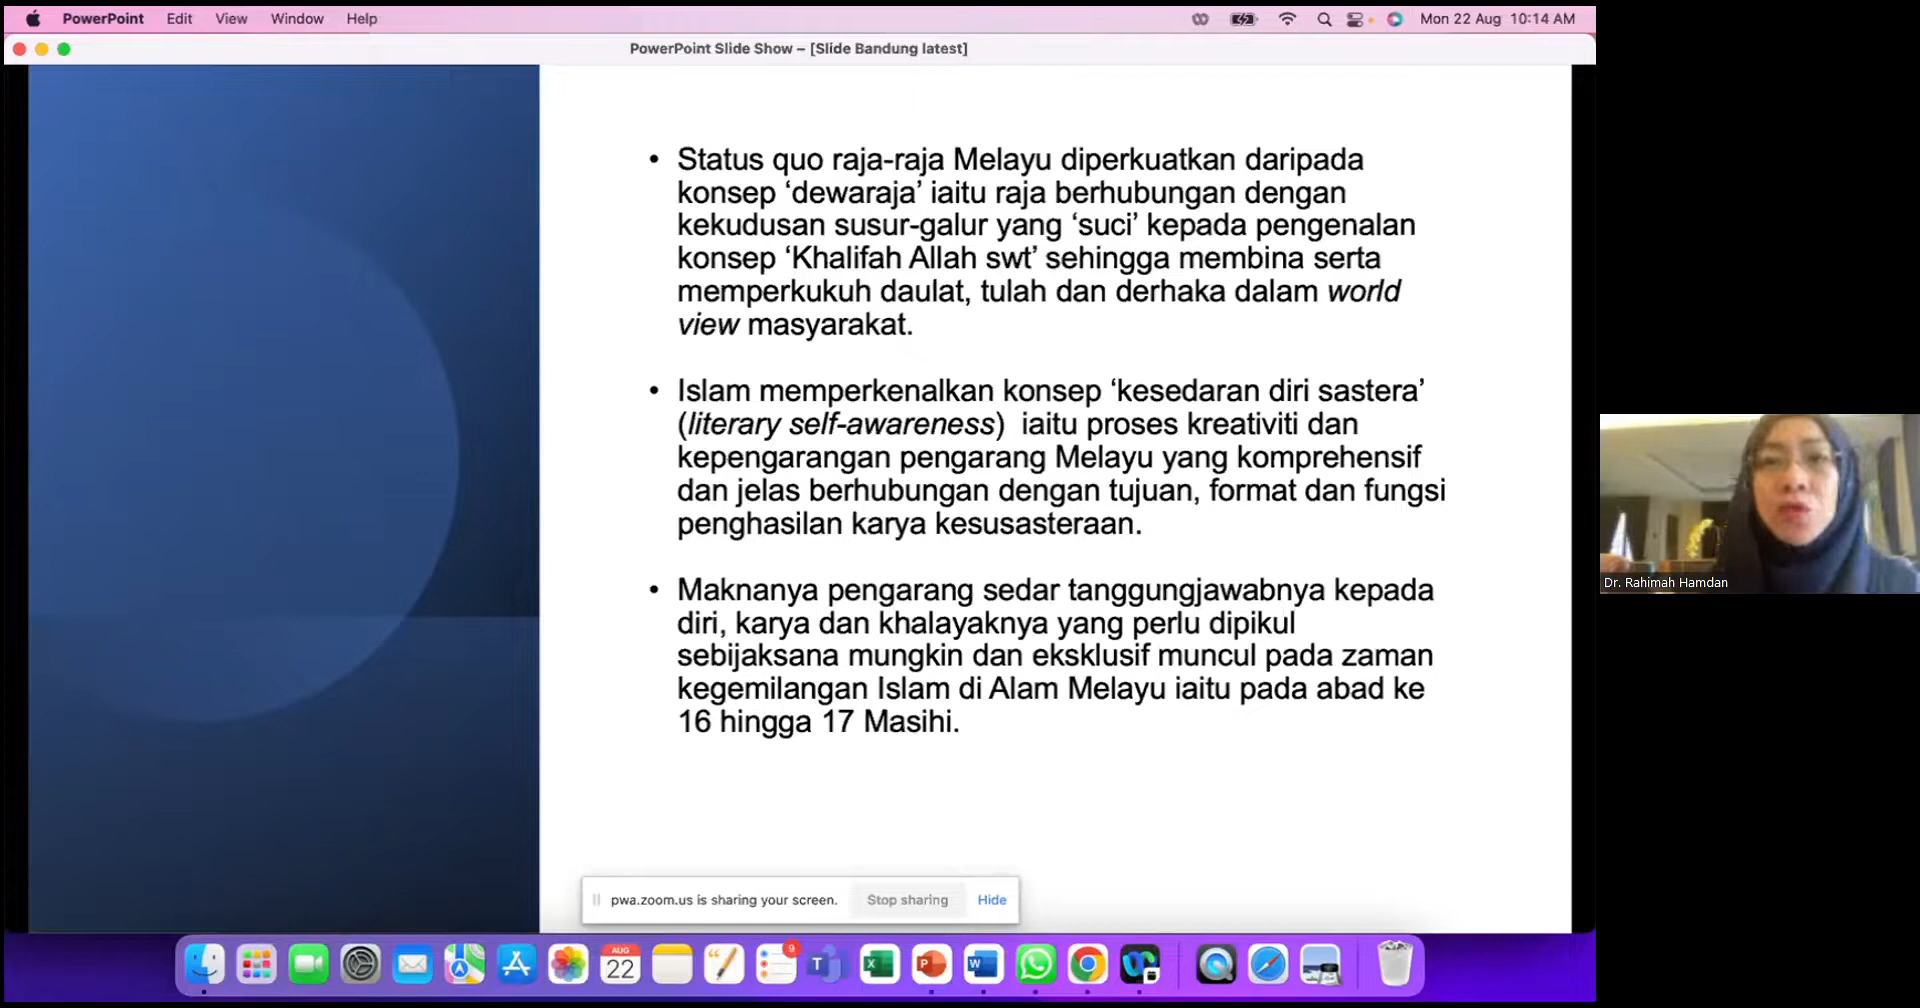 PowerPoint Edit View Window Help Mon 22 Aug 10:14 AM
PowerPoint Slide Show – [Slide Bandung latest]
• Status quo raja-raja Melayu diperkuatkan daripada
konsep ‘dewaraja’ iaitu raja berhubungan dengan
kekudusan susur-galur yang ‘suci’ kepada pengenalan
konsep ‘Khalifah Allah swt’ sehingga membina serta
memperkukuh daulat, tulah dan derhaka dalam world
view masyarakat.
• Islam memperkenalkan konsep ‘kesedaran diri sastera’
(literary self-awareness) iaitu proses kreativiti dan
kepengarangan pengarang Melayu yang komprehensif
dan jelas berhubungan dengan tujuan, format dan fungsi
penghasilan karya kesusasteraan.
• Maknanya pengarang sedar tanggungjawabnya kepada
diri, karya dan khalayaknya yang perlu dipikul
sebijaksana mungkin dan eksklusif muncul pada zaman
kegemilangan Islam di Alam Melayu iaitu pada abad ke
16 hingga 17 Masihi.
Dr. Rahimah Hamdan
pwa.zoom.us is sharing your screen. Stop sharing Hide
AUG
22
9
T
X
P
W